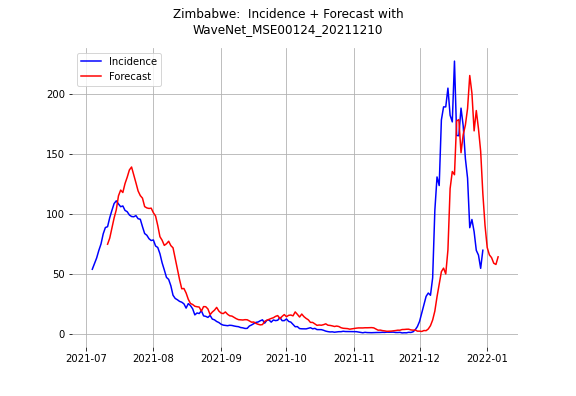 Zimbabwe:  Incidence + Forecast with
WaveNet_MSE00124_20211210
Incidence
Forecast
200
150
100
50
0
2021-07 2021-08 2021-09 2021-10 2021-11 2021-12 2022-01